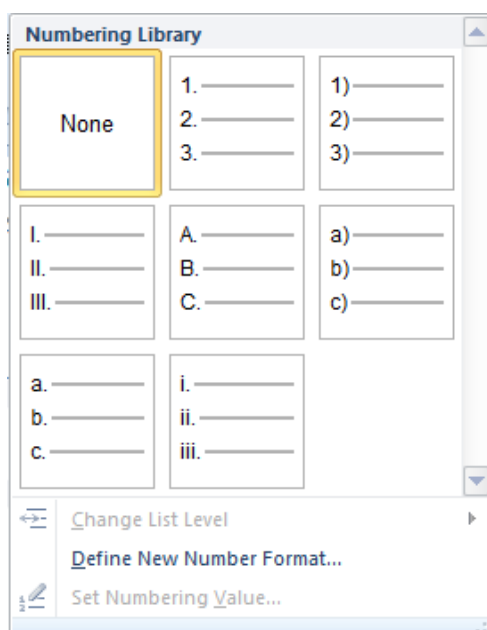 Numbering Library
None
1.
2.
3.
1)
2)
3)
I.
II.
III.
A.
B.
C.
a)
b)
c)
a.
b.
c.
i.
ii.
iii.
Change List Level
Define New Number Format...
Set Numbering Value...